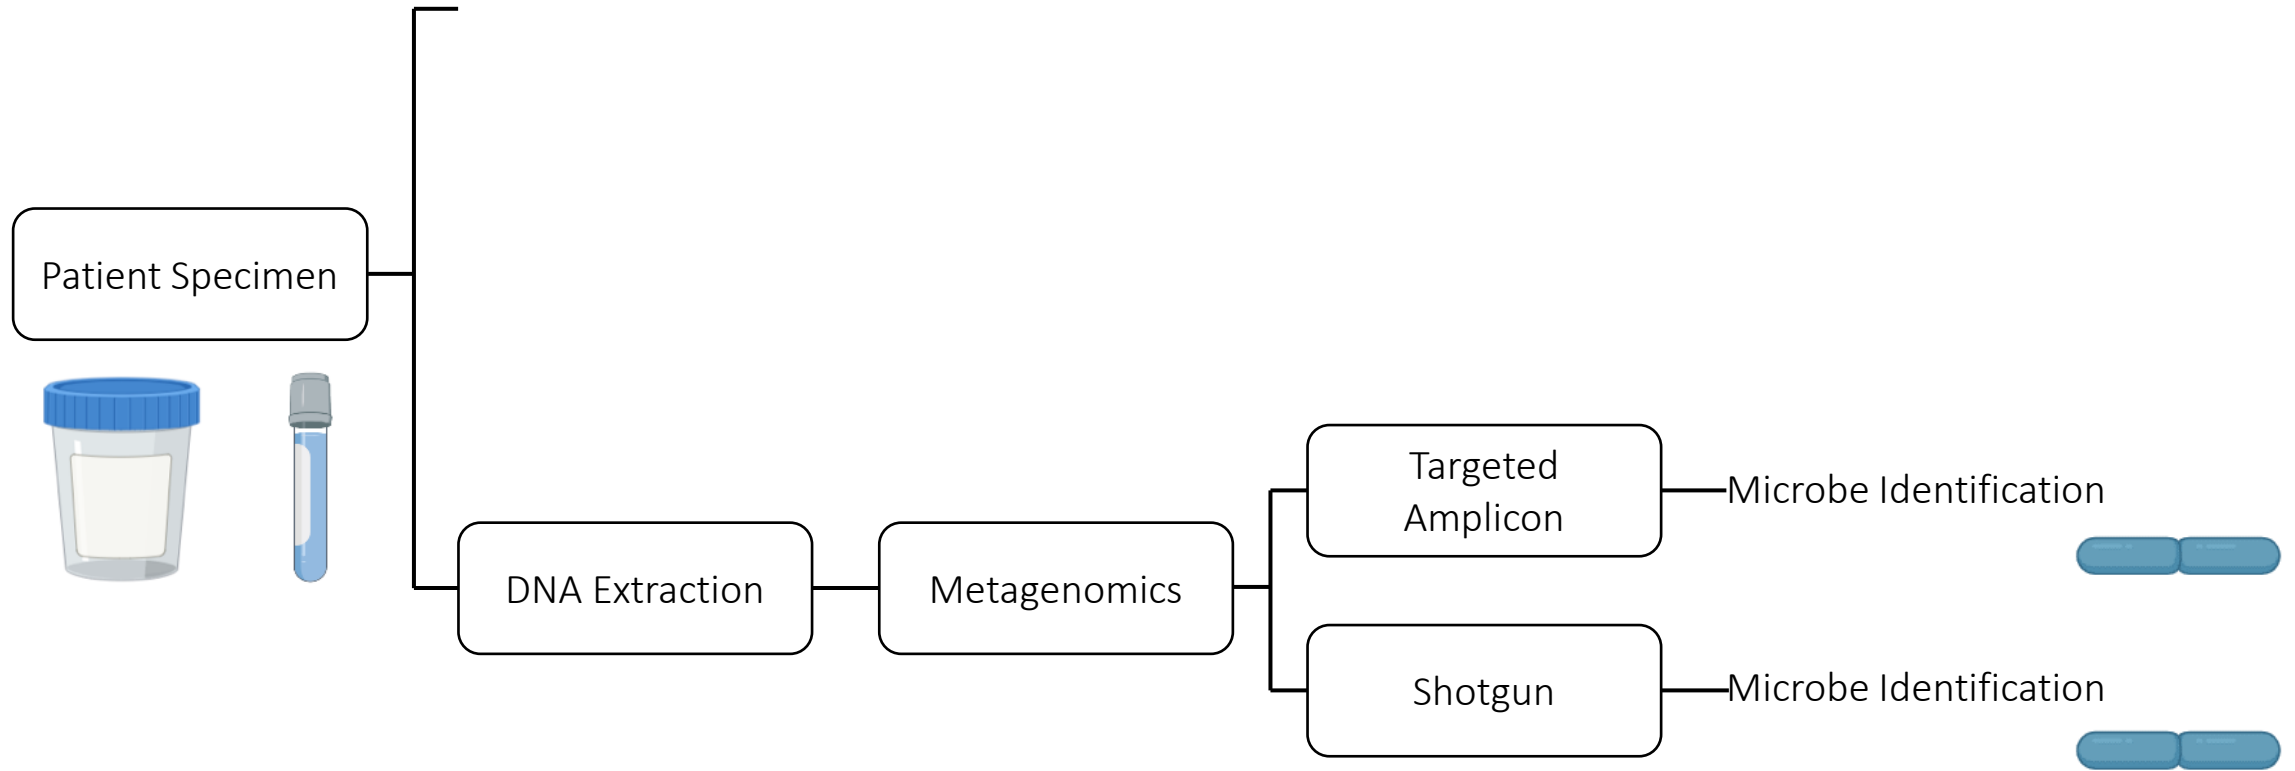 Patient Specimen
DNA Extraction
Metagenomics
Targeted
Amplicon
Microbe Identification
Shotgun
Microbe Identification